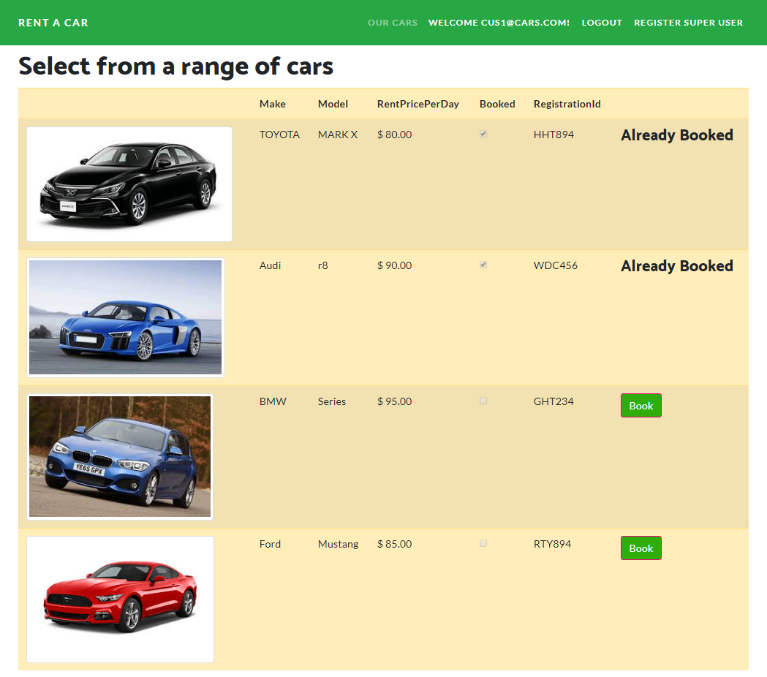 RENT A CAR OUR CARS WELCOME CUS1@CARS.COM! LOGOUT REGISTER SUPER USER
Select from a range of cars
Make Model RentPricePerDay Booked RegistrationId
TOYOTA MARK X $ 80.00 HHT894 Already Booked
Audi r8 $ 90.00 WDC456 Already Booked
BMW Series $ 95.00 GHT234 Book
YE65 GPX
Ford Mustang $ 85.00 RTY894 Book